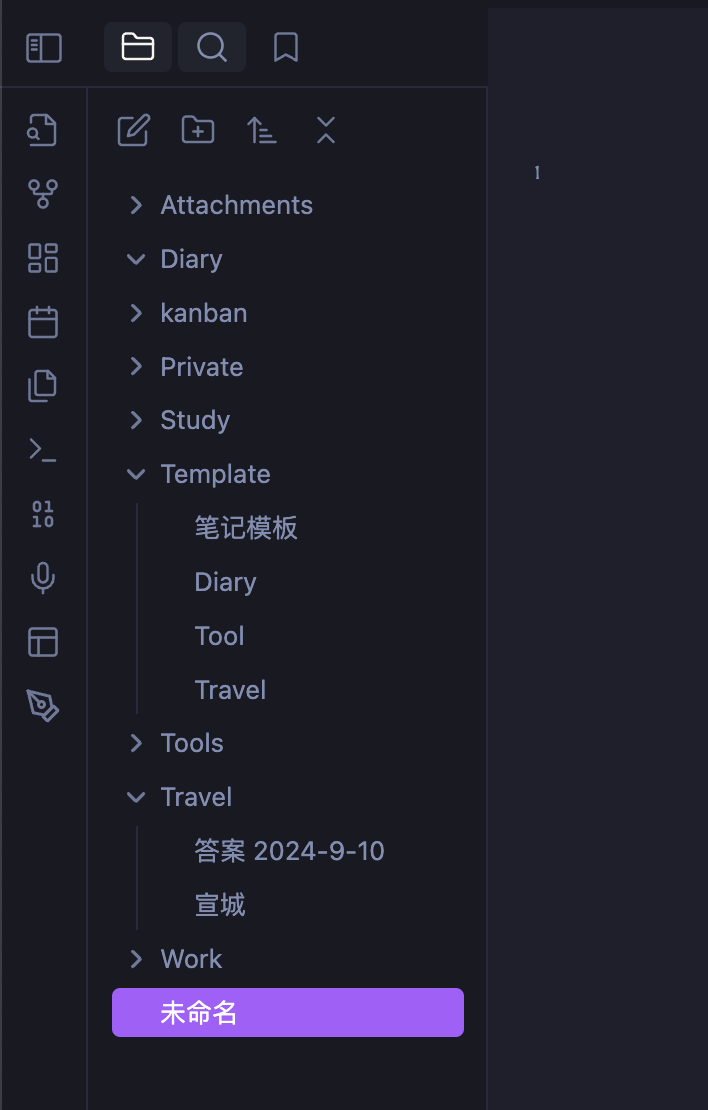 Attachments
1
Diary
kanban
Private
Study
Template
笔记模板
01
10
Diary
Tool
Travel
Tools
Travel
答案 2024-9-10
宣城
Work
未命名